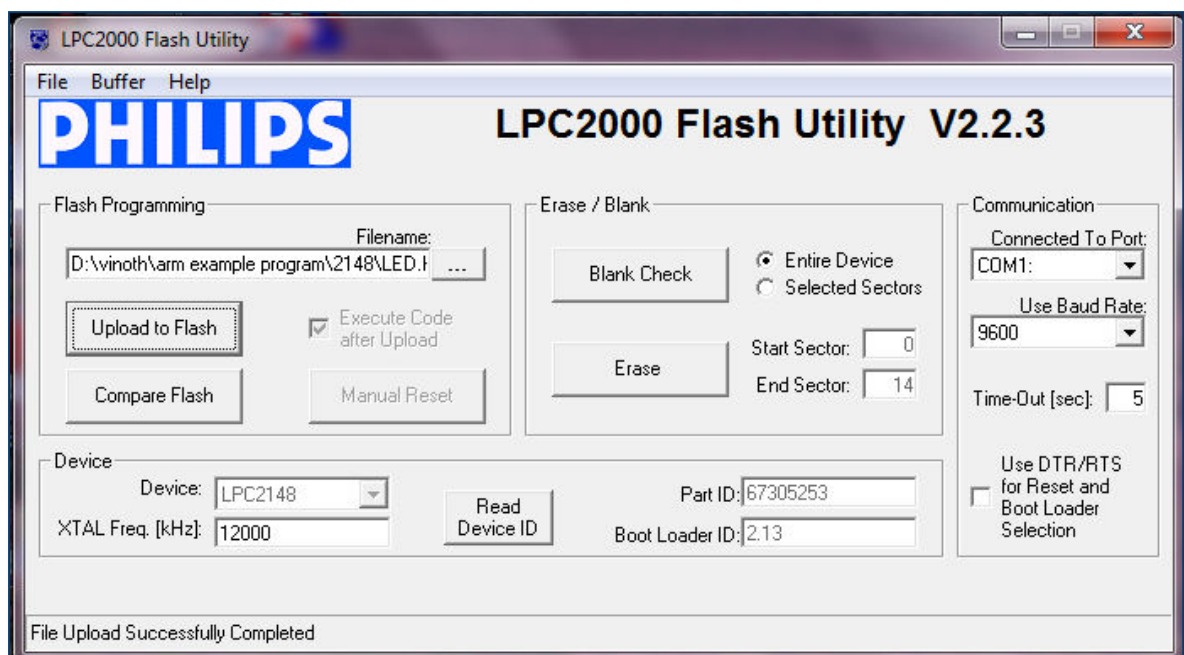 LPC2000 Flash Utility
File Buffer Help
PHILIPS
LPC2000 Flash Utility V2.2.3
Flash Programming
Filename:
D:\vinoth\arm example program\2148\LED.H
...
Upload to Flash
Execute Code
after Upload
Compare Flash
Manual Reset
Erase / Blank
Blank Check
Entire Device
Selected Sectors
Erase
Start Sector: 0
End Sector: 14
Communication
Connected To Port:
COM1:
Use Baud Rate:
9600
Time-Out [sec]: 5
Use DTR/RTS
for Reset and
Boot Loader
Selection
Device
Device: LPC2148
XTAL Freq. [kHz]: 12000
Read
Device ID
Part ID: 67305253
Boot Loader ID: 2.13
File Upload Successfully Completed